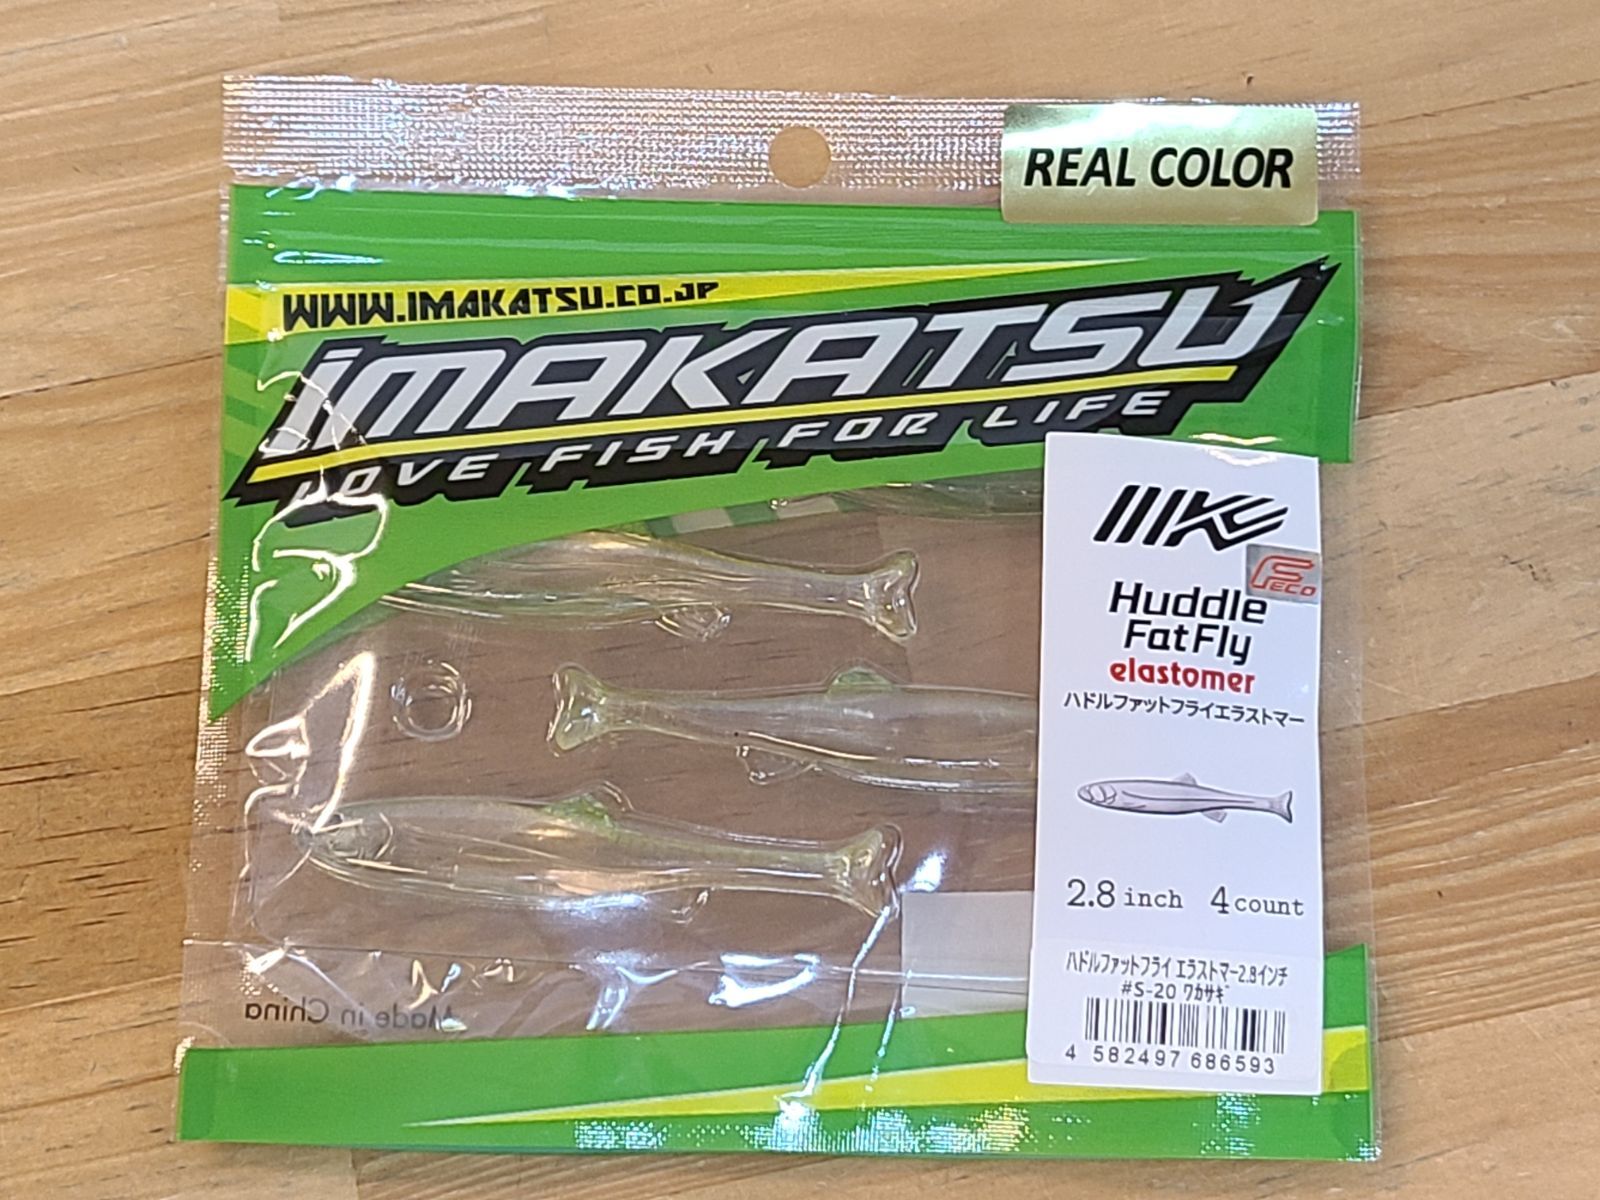 REAL COLOR
WWW.IMAKATSU.CO.JP
IMAKATSU
LOVE FISH FOR LIFE
IK
FECO
Huddle
FatFly
elastomer
ハドルファットフライエラストマー
2.8 inch 4 count
ハドルファットフライ エラストマー2.8インチ
#S-20 ワカサギ
4 582497 686593
Made in China